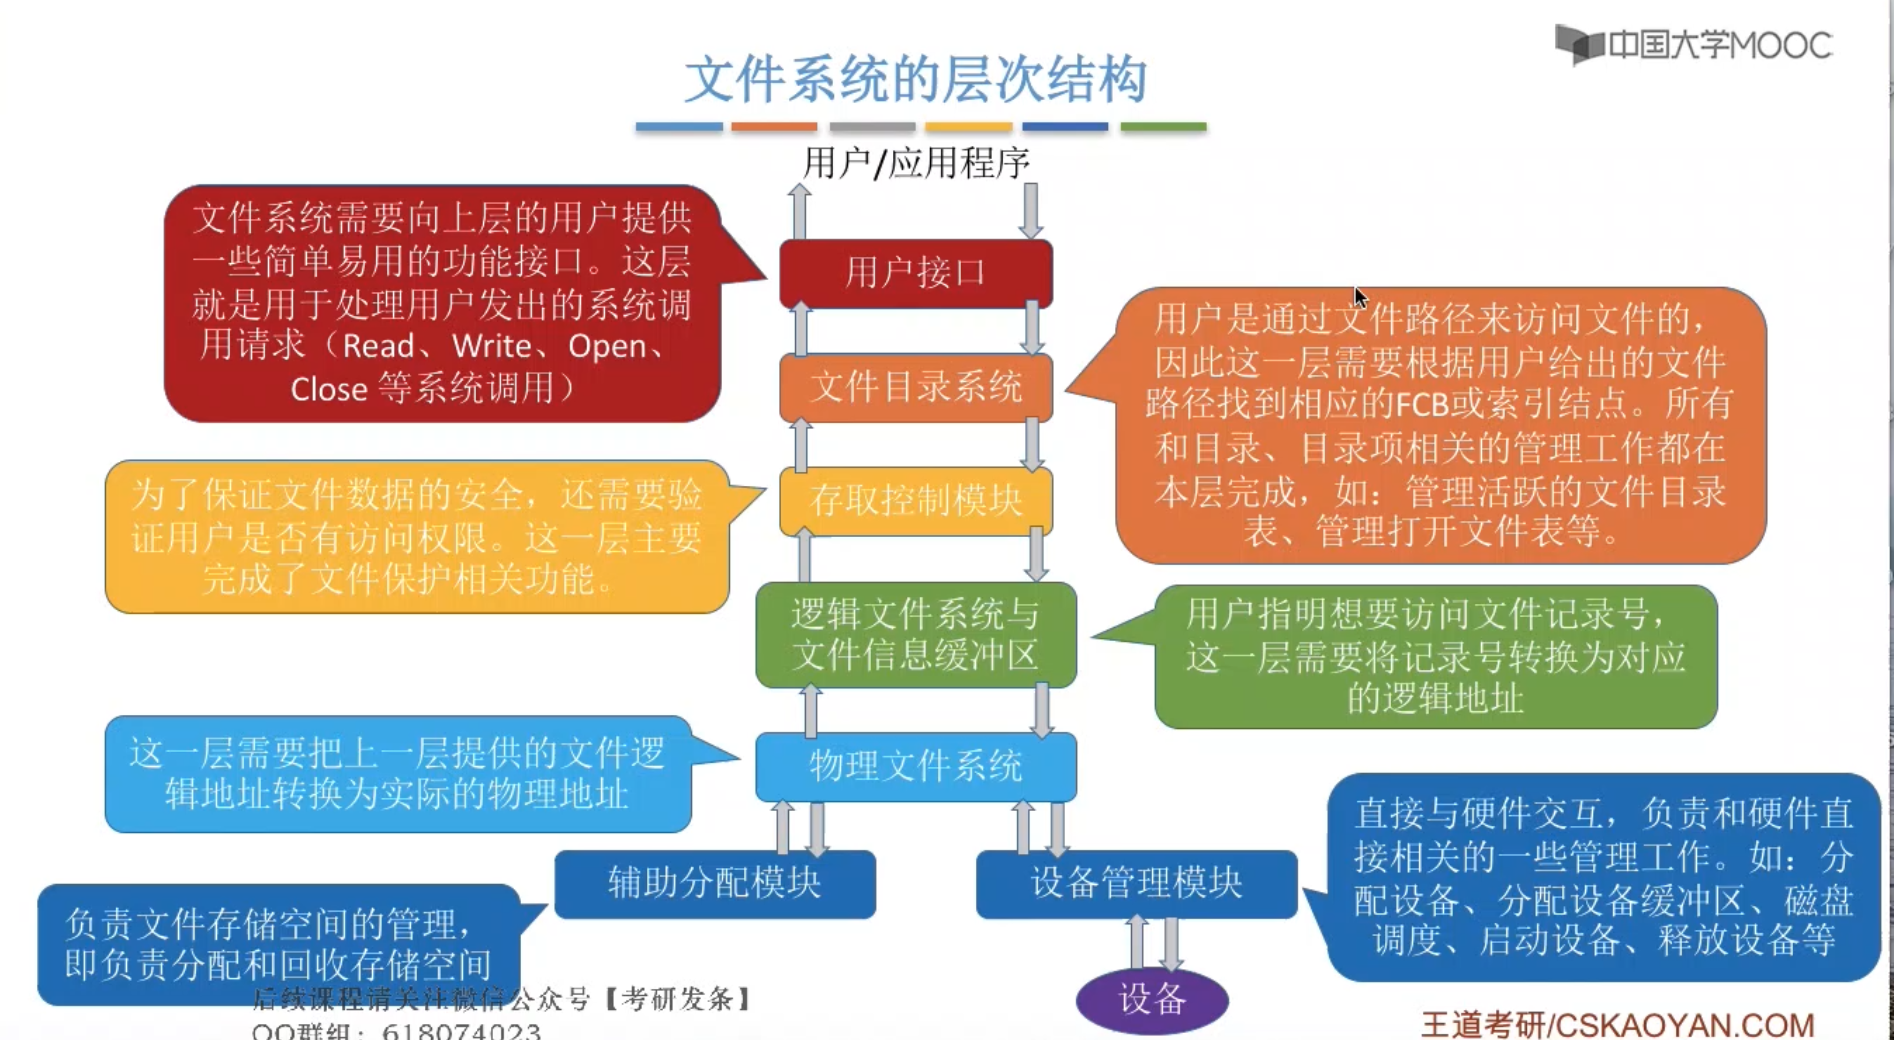 中国大学MOOC
文件系统的层次结构
用户/应用程序
文件系统需要向上层的用户提供
一些简单易用的功能接口。这层
就是用于处理用户发出的系统调
用请求（Read、Write、Open、
Close 等系统调用）
用户接口
用户是通过文件路径来访问文件的，
因此这一层需要根据用户给出的文件
路径找到相应的FCB或索引结点。所有
和目录、目录项相关的管理工作都在
本层完成，如：管理活跃的文件目录
表、管理打开文件表等。
文件目录系统
为了保证文件数据的安全，还需要验
证用户是否有访问权限。这一层主要
完成了文件保护相关功能。
存取控制模块
逻辑文件系统与
文件信息缓冲区
用户指明想要访问文件记录号，
这一层需要将记录号转换为对应
的逻辑地址
这一层需要把上一层提供的文件逻
辑地址转换为实际的物理地址
物理文件系统
辅助分配模块
设备管理模块
直接与硬件交互，负责和硬件直
接相关的一些管理工作。如：分
配设备、分配设备缓冲区、磁盘
调度、启动设备、释放设备等
负责文件存储空间的管理，
即负责分配和回收存储空间
设备
后续课程请关注微信公众号【考研发条】
QQ群组：618074023
王道考研/CSKAOYAN.COM